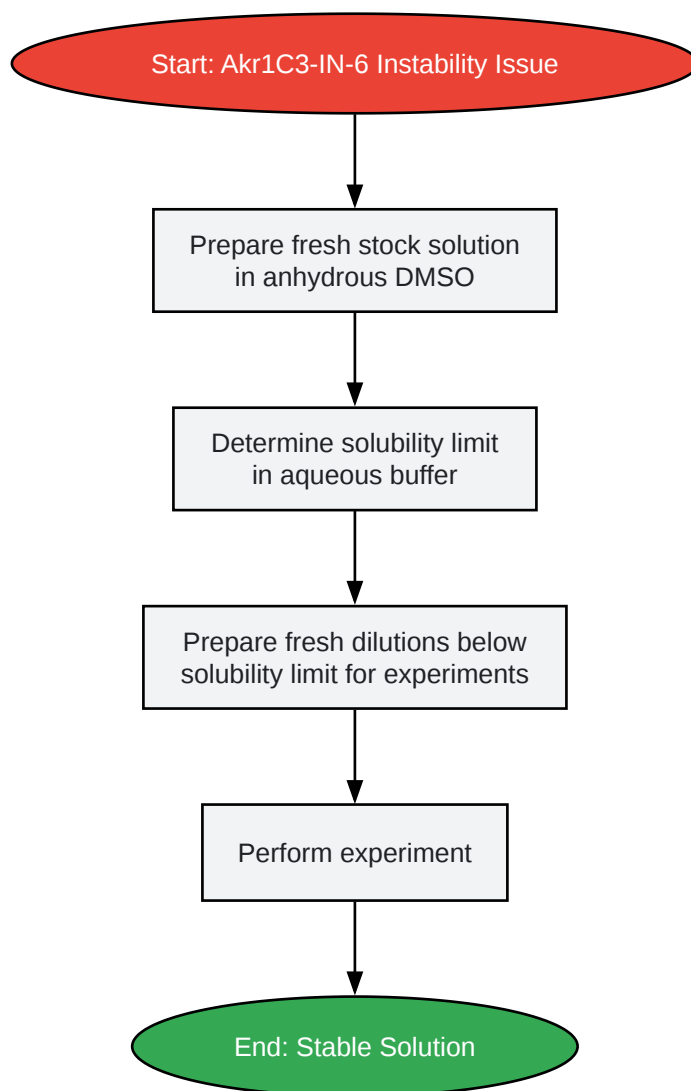 Start: Akr1C3-IN-6 Instability Issue
Prepare fresh stock solution
in anhydrous DMSO
Determine solubility limit
in aqueous buffer
Prepare fresh dilutions below
solubility limit for experiments
Perform experiment
End: Stable Solution